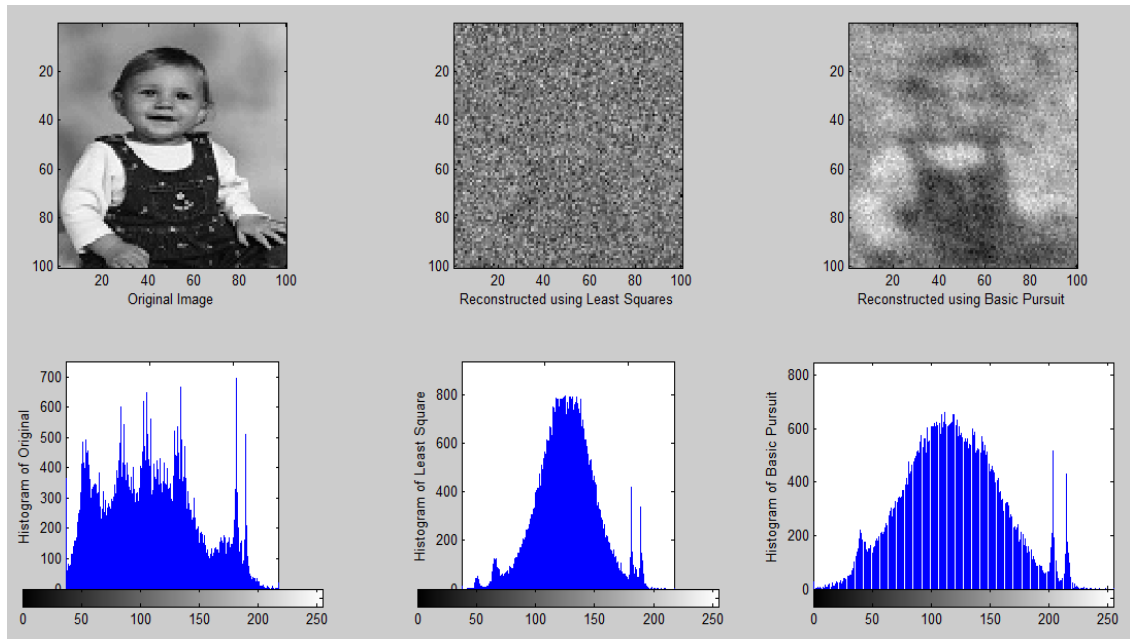 20
40
60
80
100
20 40 60 80 100
Original Image
20
40
60
80
100
20 40 60 80 100
Reconstructed using Least Squares
20
40
60
80
100
20 40 60 80 100
Reconstructed using Basic Pursuit
Histogram of Original
700
600
500
400
300
200
100
0
0 50 100 150 200 250
Histogram of Least Square
800
600
400
200
0
0 50 100 150 200 250
Histogram of Basic Pursuit
800
600
400
200
0
0 50 100 150 200 250